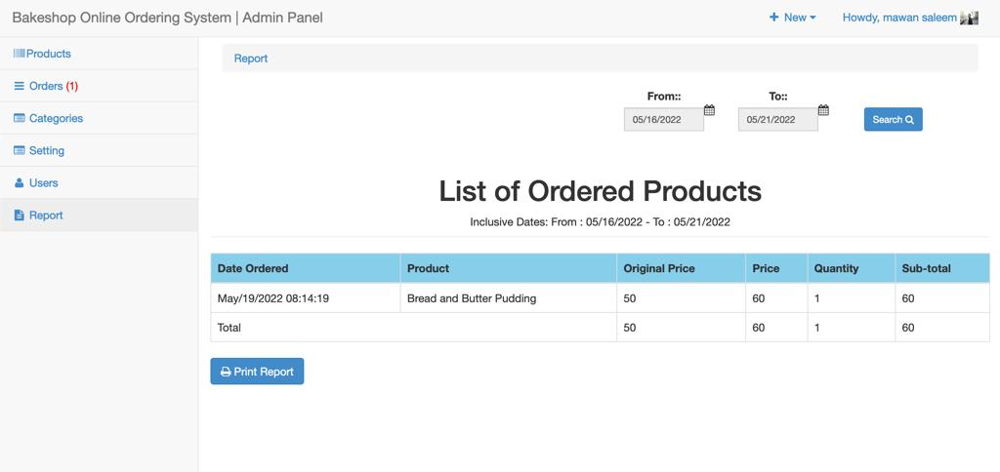 Bakeshop Online Ordering System | Admin Panel
New
Howdy, mawan saleem
Products
Orders (1)
Categories
Setting
Users
Report
Report
From::
To::
05/16/2022
05/21/2022
Search
List of Ordered Products
Inclusive Dates: From : 05/16/2022 - To : 05/21/2022
Date Ordered Product Original Price Price Quantity Sub-total
May/19/2022 08:14:19 Bread and Butter Pudding 50 60 1 60
Total 50 60 1 60
Print Report